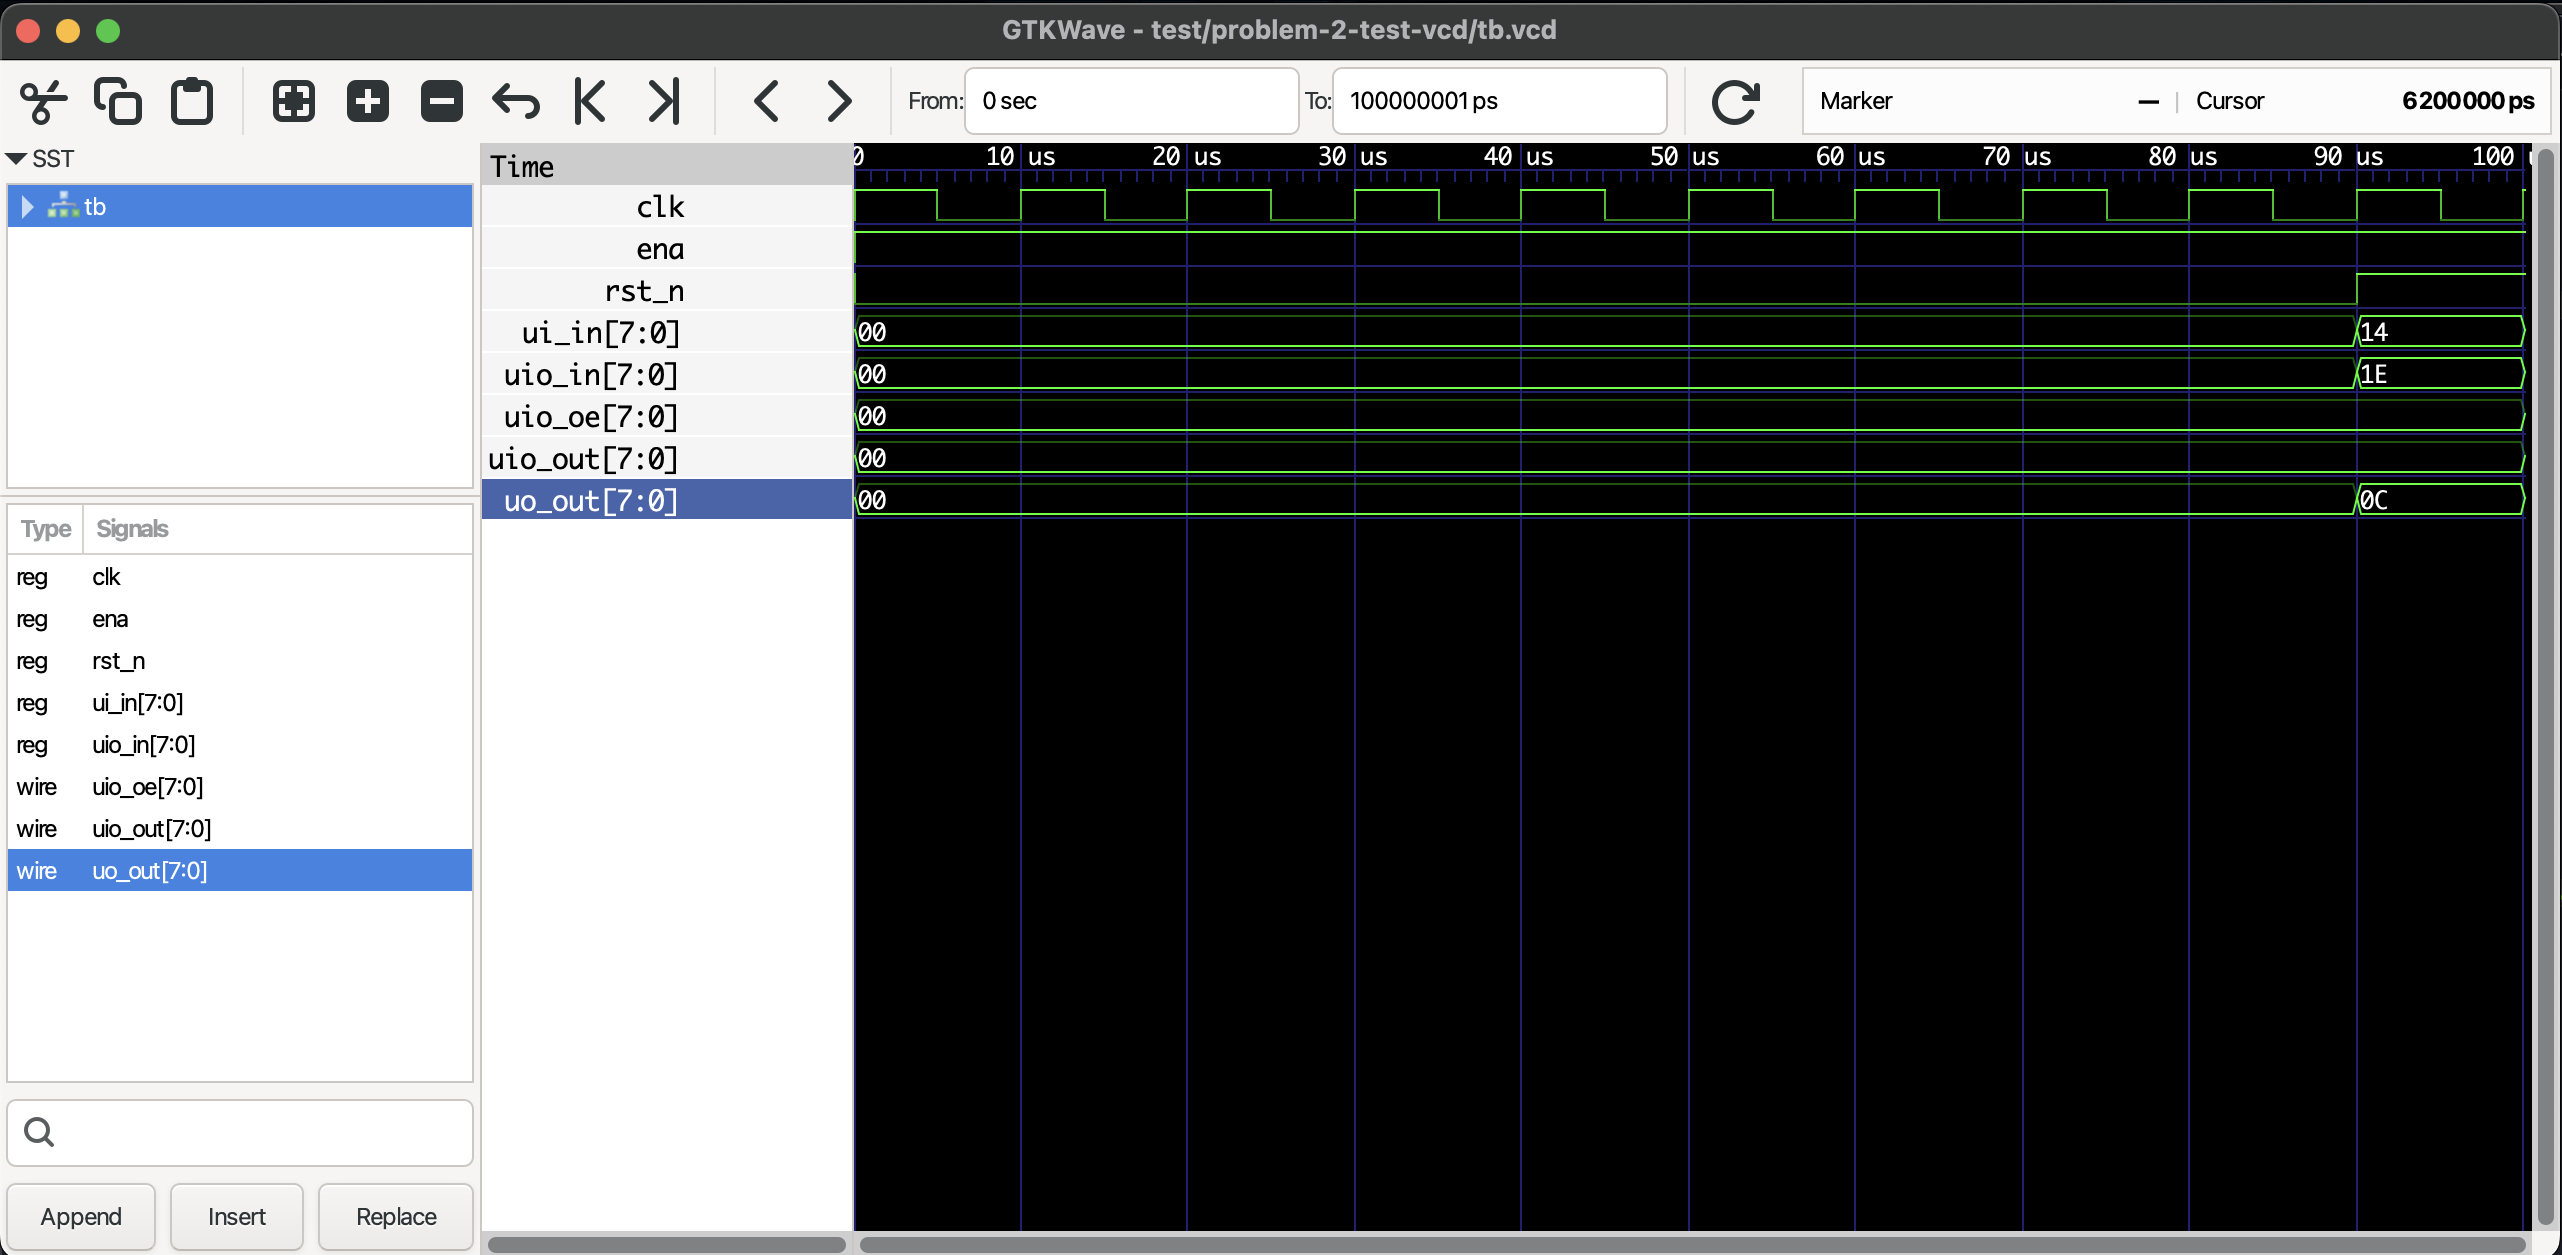 GTKWave - test/problem-2-test-vcd/tb.vcd
From: 0 sec To: 100000001 ps Marker — | Cursor 6200000 ps
SST
tb
Type Signals
reg clk
reg ena
reg rst_n
reg ui_in[7:0]
reg uio_in[7:0]
wire uio_oe[7:0]
wire uio_out[7:0]
wire uo_out[7:0]
Append Insert Replace
Time
0 10 us 20 us 30 us 40 us 50 us 60 us 70 us 80 us 90 us 100
clk
ena
rst_n
ui_in[7:0] 00 14
uio_in[7:0] 00 1E
uio_oe[7:0] 00
uio_out[7:0] 00
uo_out[7:0] 00 0C